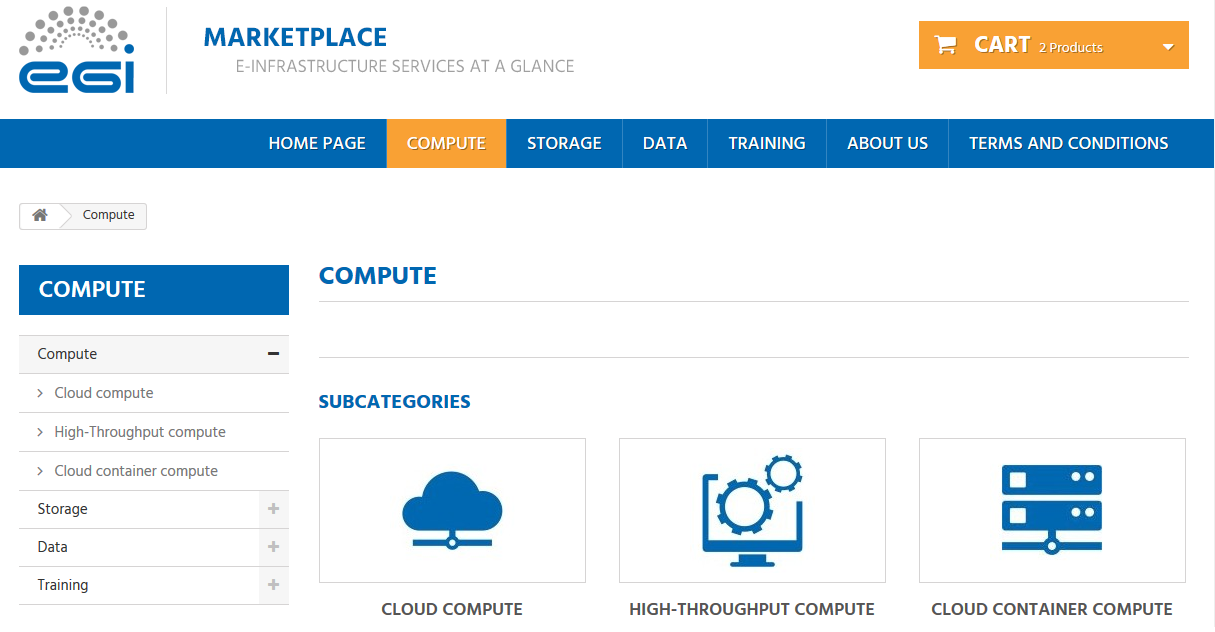 egi
MARKETPLACE
E-INFRASTRUCTURE SERVICES AT A GLANCE
CART 2 Products
HOME PAGE COMPUTE STORAGE DATA TRAINING ABOUT US TERMS AND CONDITIONS
Compute
COMPUTE
Compute
Cloud compute
High-Throughput compute
Cloud container compute
Storage
Data
Training
COMPUTE
SUBCATEGORIES
CLOUD COMPUTE
HIGH-THROUGHPUT COMPUTE
CLOUD CONTAINER COMPUTE